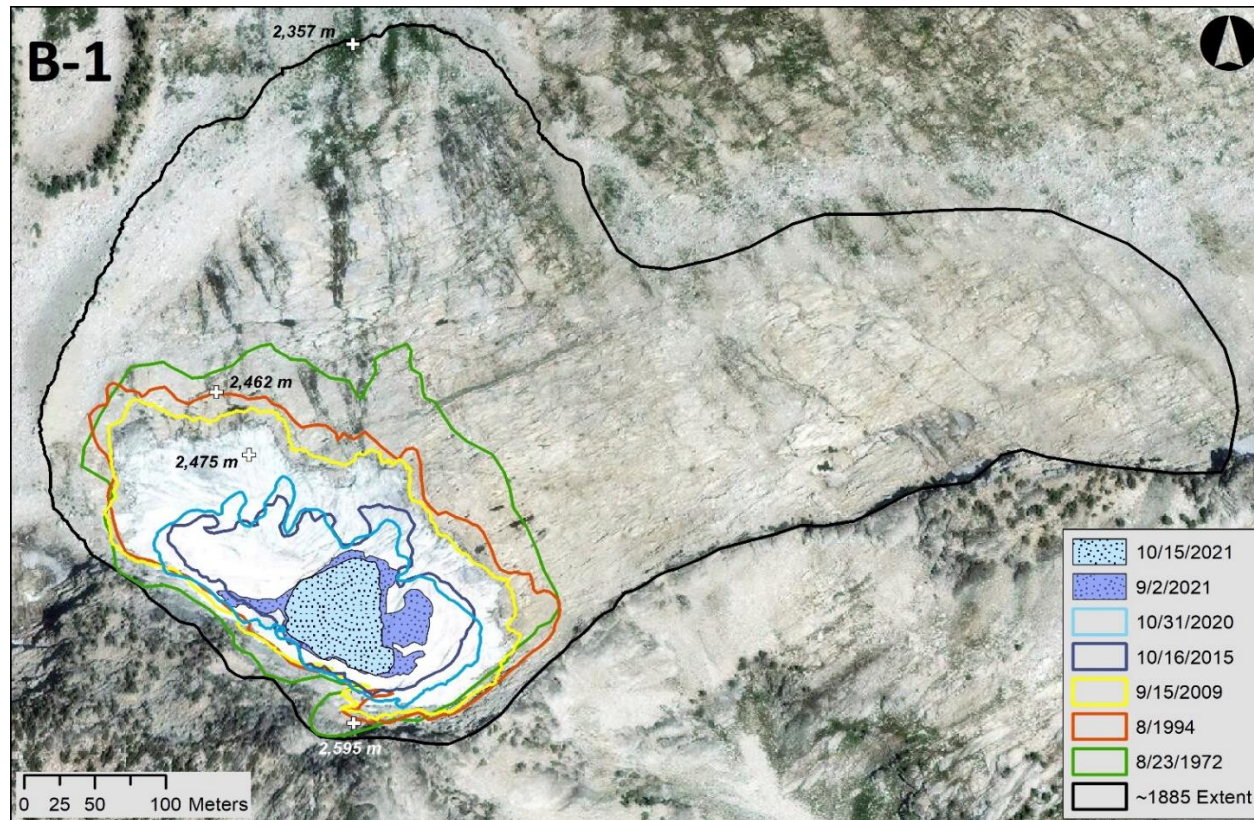 B-1
2,357 m
2,462 m
2,475 m
2,595 m
0 25 50 100 Meters
10/15/2021
9/2/2021
10/31/2020
10/16/2015
9/15/2009
8/1994
8/23/1972
~1885 Extent